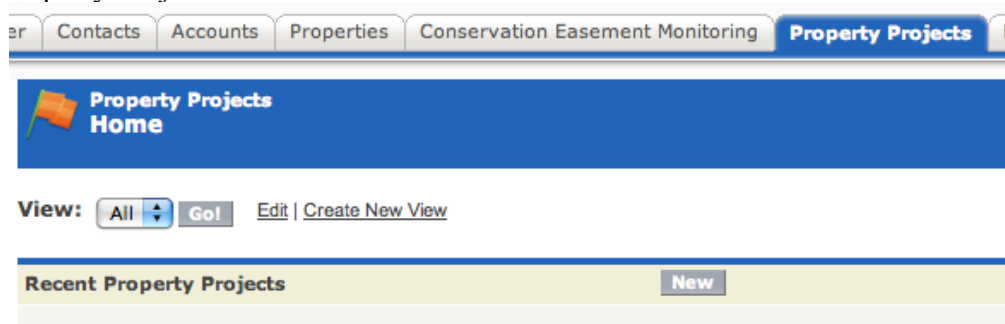 er Contacts Accounts Properties Conservation Easement Monitoring Property Projects
Property Projects
Home
View: All Go! Edit | Create New View
Recent Property Projects New